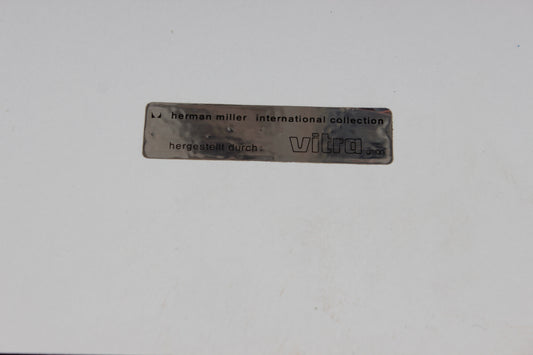 herman miller international collection
hergestellt durch: vitra